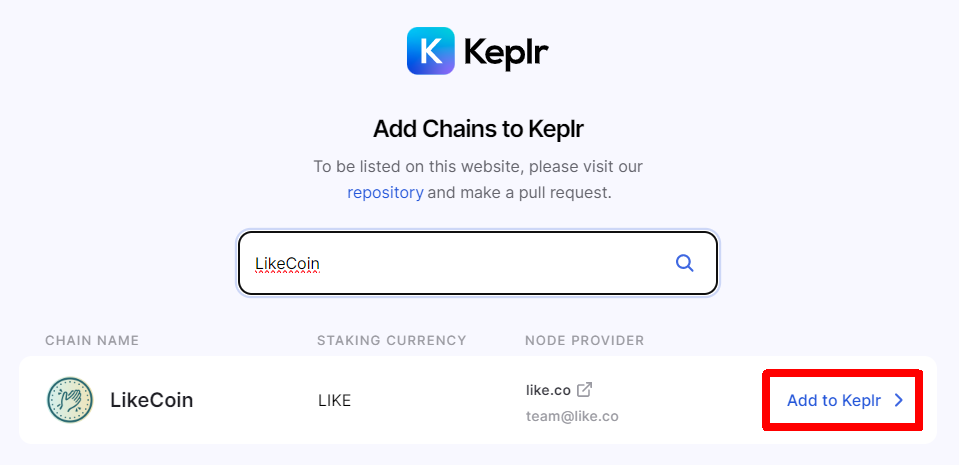 K Keplr
Add Chains to Keplr
To be listed on this website, please visit our
repository and make a pull request.
LikeCoin
CHAIN NAME STAKING CURRENCY NODE PROVIDER
LikeCoin LIKE like.co Add to Keplr
team@like.co